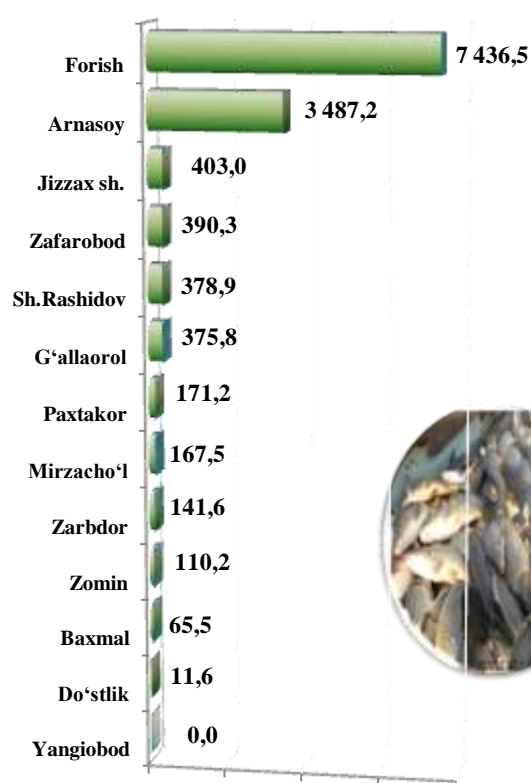 Forish 7 436,5
Arnasoy 3 487,2
Jizzax sh. 403,0
Zafarobod 390,3
Sh.Rashidov 378,9
G‘allaorol 375,8
Paxtakor 171,2
Mirzacho‘l 167,5
Zarbdor 141,6
Zomin 110,2
Baxmal 65,5
Do‘stlik 11,6
Yangiobod 0,0